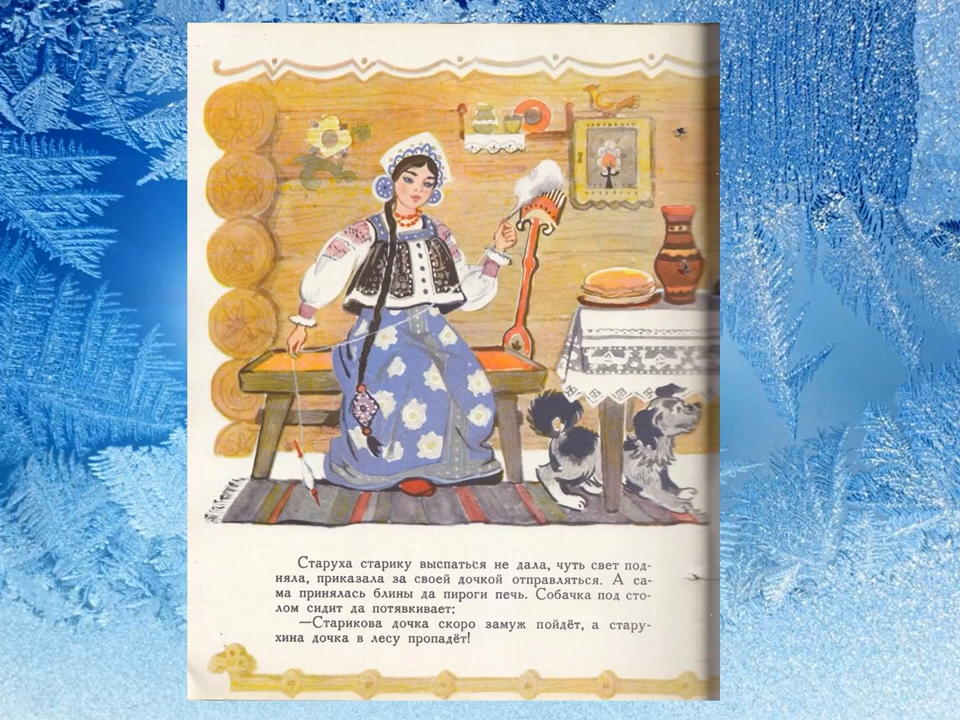 Старуха старику выспаться не дала, чуть свет под-
няла, приказала за своей дочкой отправляться. А са-
ма принялась блины да пироги печь. Собачка под сто-
лом сидит да потявкивает:
—Старикова дочка скоро замуж пойдёт, а стару-
хина дочка в лесу пропадёт!